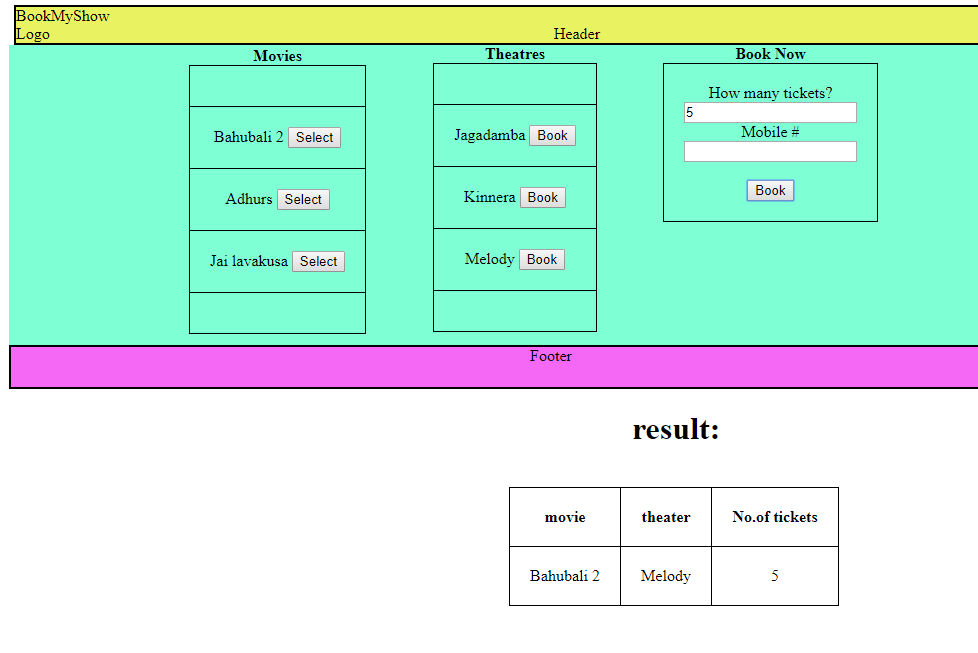 BookMyShow
Logo
Header
Movies
Bahubali 2 Select
Adhurs Select
Jai lavakusa Select
Theatres
Jagadamba Book
Kinnera Book
Melody Book
Book Now
How many tickets?
5
Mobile #
Book
Footer
result:
movie theater No.of tickets
Bahubali 2 Melody 5